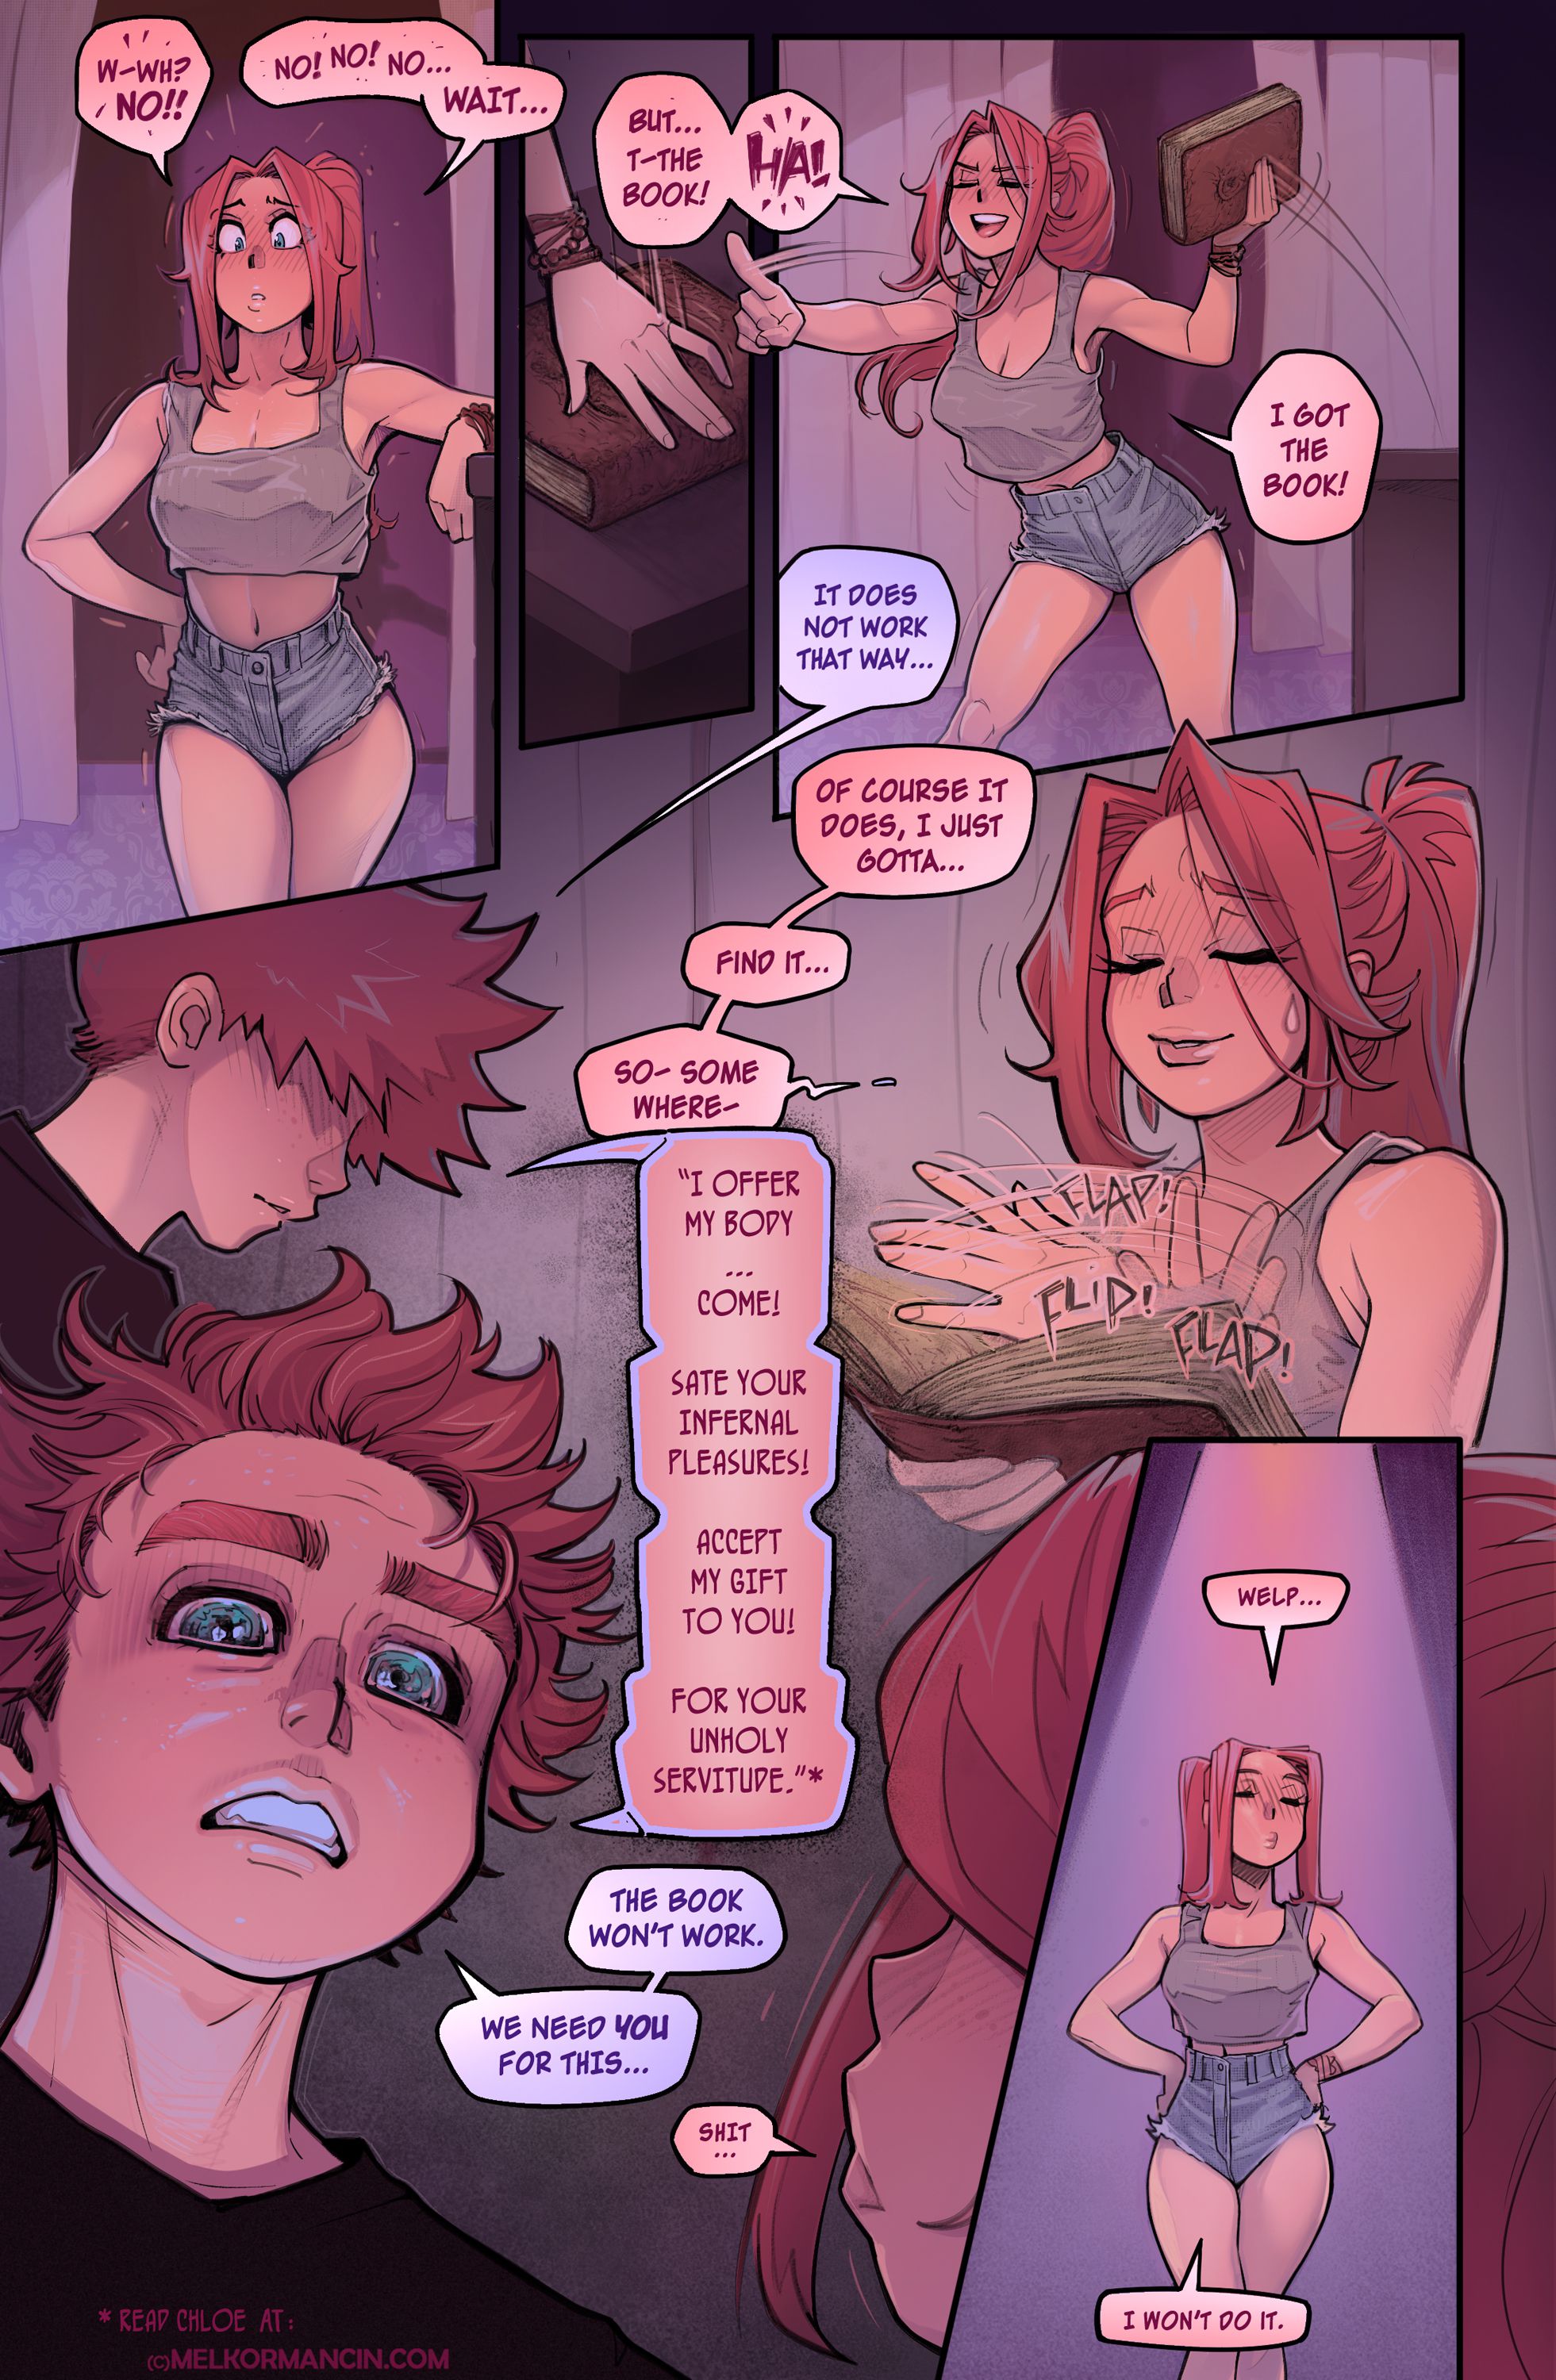 W-WH?
NO!!
NO! NO! NO...
WAIT...
BUT...
T-THE
BOOK!
HA!
I GOT
THE
BOOK!
IT DOES
NOT WORK
THAT WAY...
OF COURSE IT
DOES, I JUST
GOTTA...
FIND IT...
SO- SOME
WHERE-
FLAP!
FLIP!
FLAP!
"I OFFER
MY BODY
...
COME!
SATE YOUR
INFERNAL
PLEASURES!
ACCEPT
MY GIFT
TO YOU!
FOR YOUR
UNHOLY
SERVITUDE."*
THE BOOK
WON'T WORK.
WE NEED YOU
FOR THIS...
SHIT
...
WELP...
I WON'T DO IT.
* READ CHLOE AT:
(C)MELKORMANCIN.COM